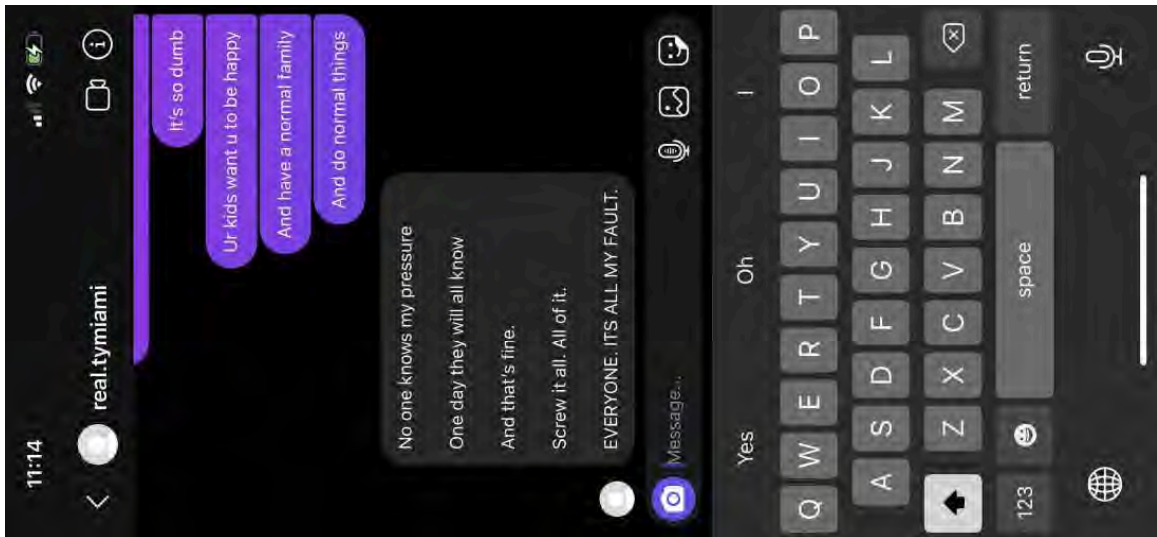 11:14
real.tymiami
It's so dumb
Ur kids want u to be happy
And have a normal family
And do normal things
No one knows my pressure
One day they will all know
And that's fine.
Screw it all. All of it.
EVERYONE. ITS ALL MY FAULT.
Message...
Yes Oh I
Q W E R T Y U I O P
A S D F G H J K L
Z X C V B N M
123 space return